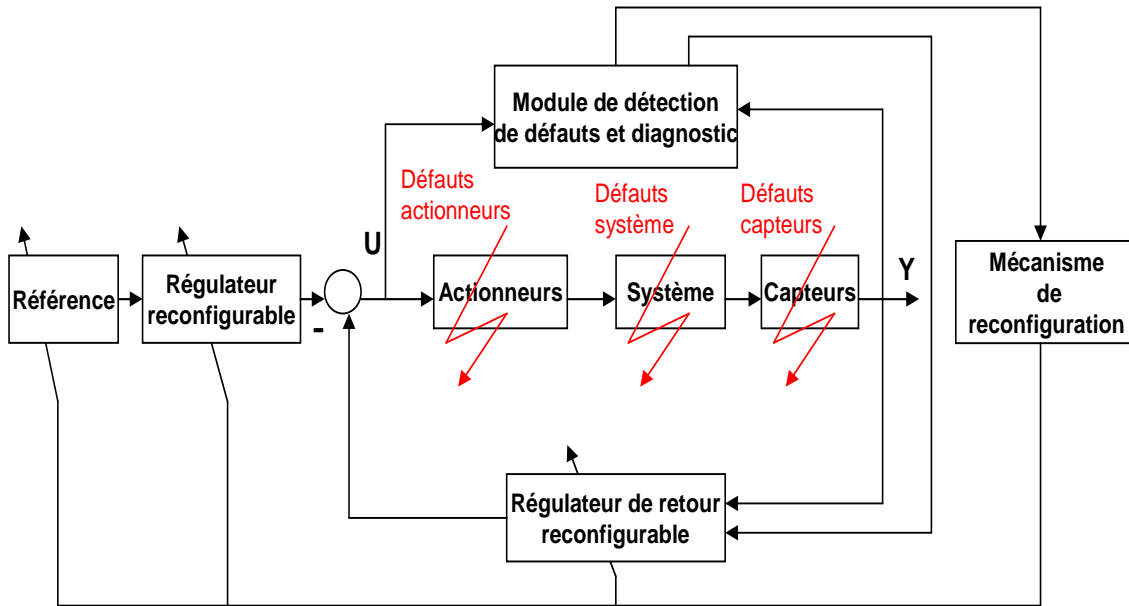 Module de détection
de défauts et diagnostic
Défauts
actionneurs
Défauts
système
Défauts
capteurs
U
Y
Référence
Régulateur
reconfigurable
-
Actionneurs
Système
Capteurs
Mécanisme
de
reconfiguration
Régulateur de retour
reconfigurable